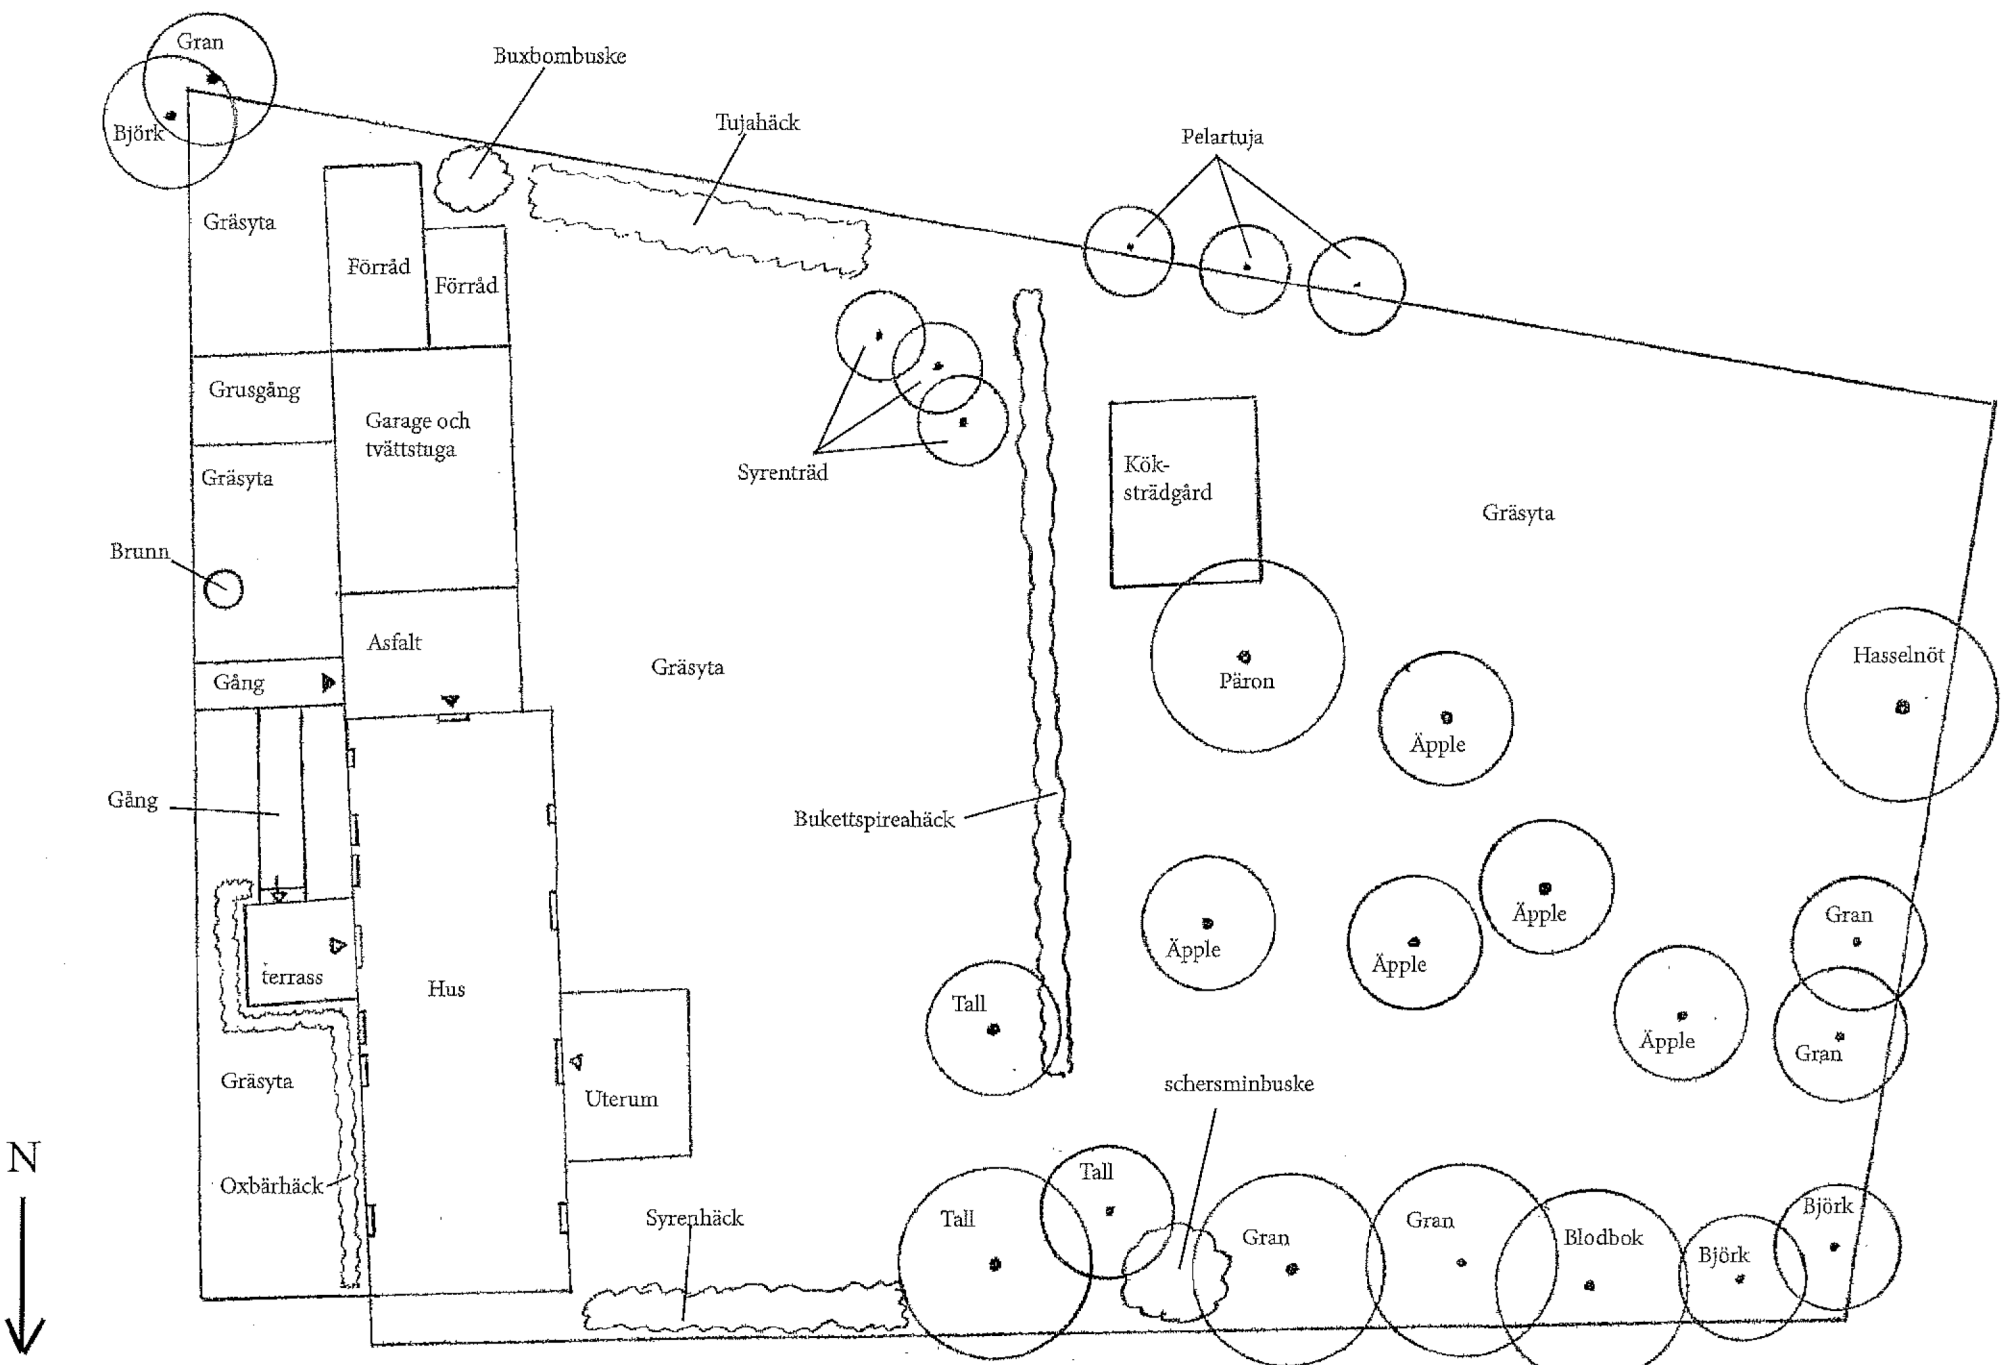 Gran
Buxbombuske
Tujahäck
Pelartuja
Björk
Gräsyta
Förråd
Förråd
Grusgång
Garage och
tvättstuga
Gräsyta
Syrenträd
Kök-
strädgård
Gräsyta
Brunn
Asfalt
Gräsyta
Gång
Päron
Hasselnöt
Äpple
Gång
Bukettspireahäck
Äpple
Äpple
Äpple
Gran
terrass
Hus
Tall
Äpple
Gran
Gräsyta
Uterum
schersminbuske
N
Oxbärhäck
Syrenhäck
Tall
Tall
Gran
Gran
Blodbok
Björk
Björk